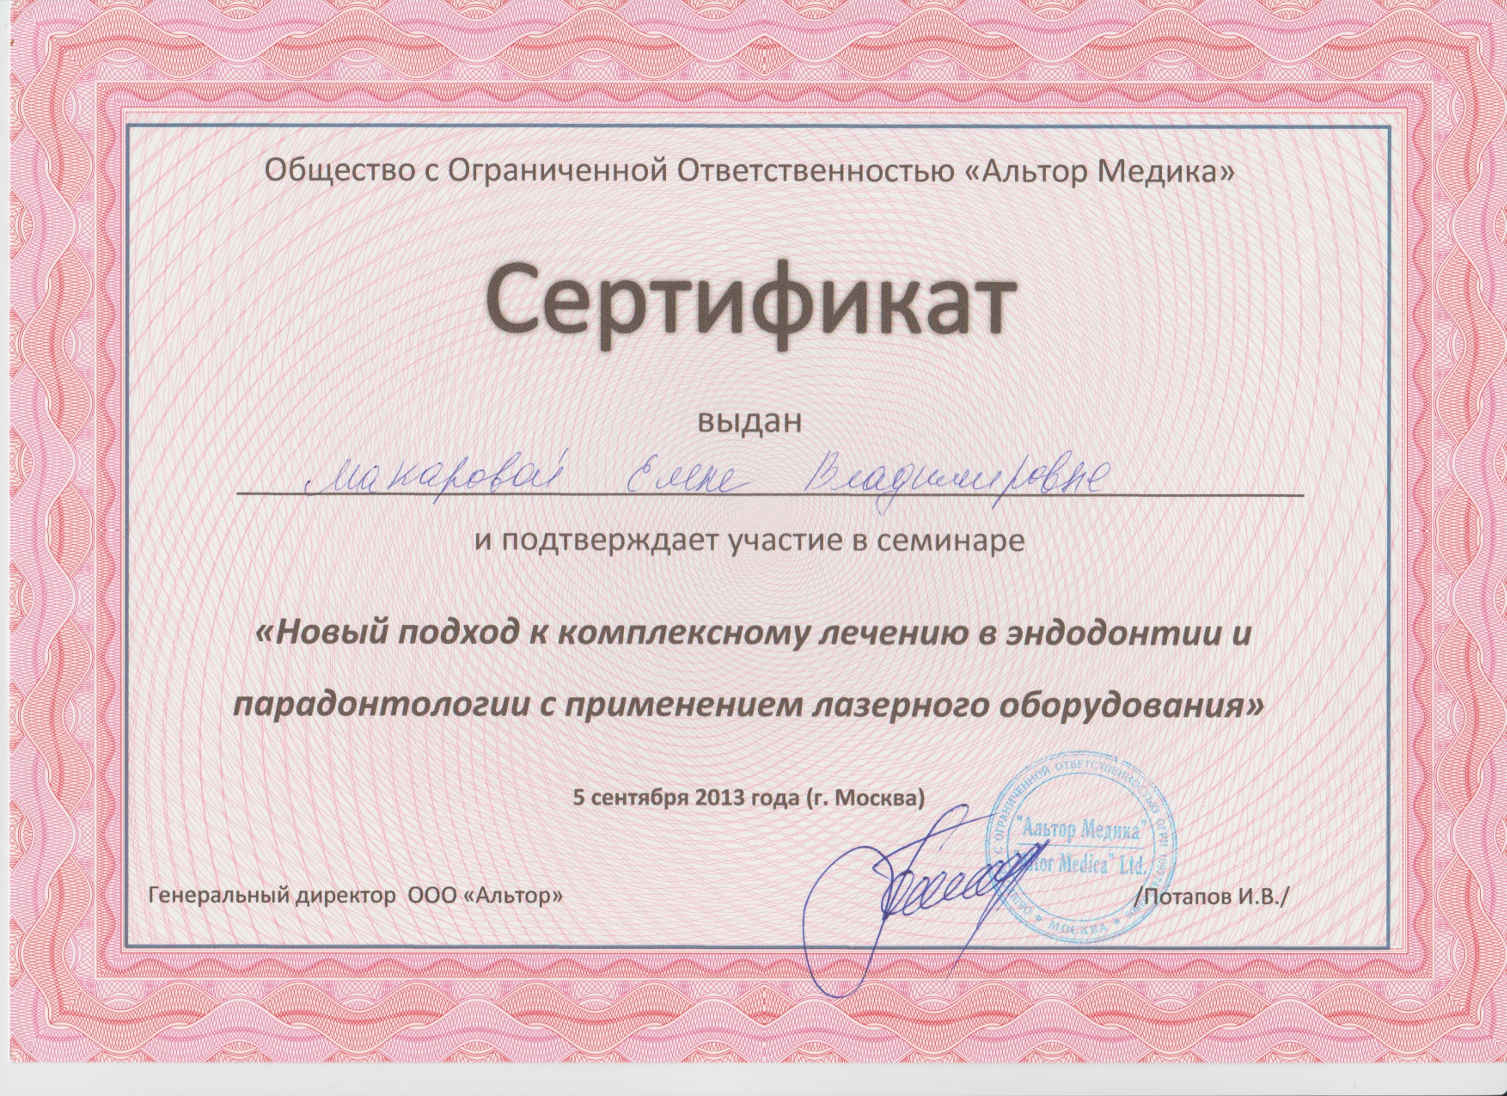 Общество с Ограниченной Ответственностью «Альтор Медика»
Сертификат
выдан
Макаровой Елене Владимировне
и подтверждает участие в семинаре
«Новый подход к комплексному лечению в эндодонтии и
парадонтологии с применением лазерного оборудования»
5 сентября 2013 года (г. Москва)
С ОГРАНИЧЕННОЙ ОТВЕТСТВЕННОСТЬЮ ОГРН
"Альтор Медика"
Medica" Ltd.
МОСКВА
Генеральный директор ООО «Альтор»
/Потапов И.В./